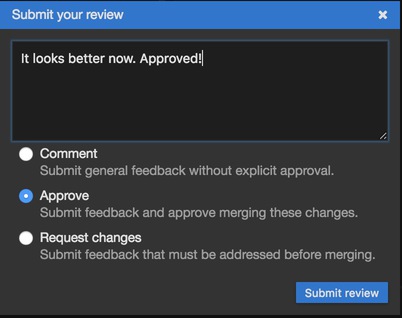 Submit your review
It looks better now. Approved!
Comment
Submit general feedback without explicit approval.
Approve
Submit feedback and approve merging these changes.
Request changes
Submit feedback that must be addressed before merging.
Submit review